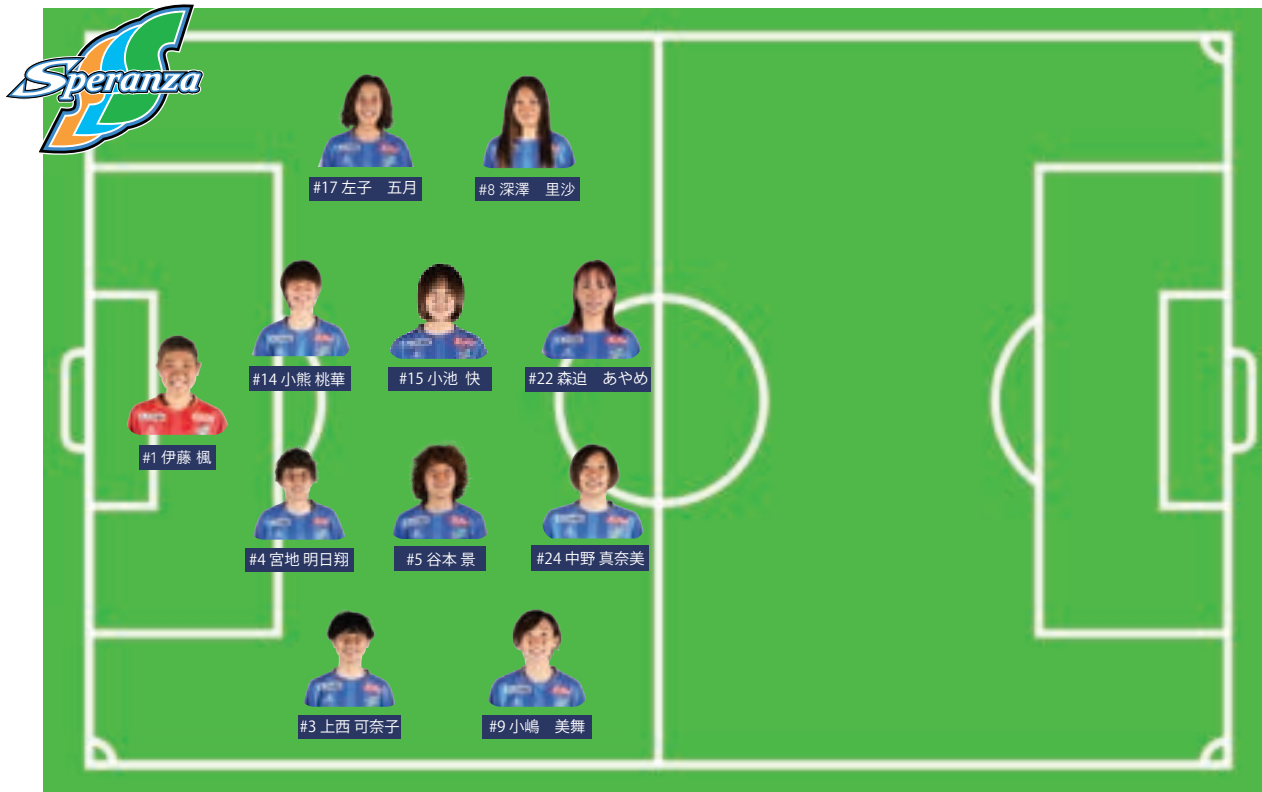 Speranza
#17 左子　五月
#8 深澤　里沙
#14 小熊 桃華
#15 小池 快
#22 森迫　あやめ
#1 伊藤 楓
#4 宮地 明日翔
#5 谷本 景
#24 中野 真奈美
#3 上西 可奈子
#9 小嶋　美舞